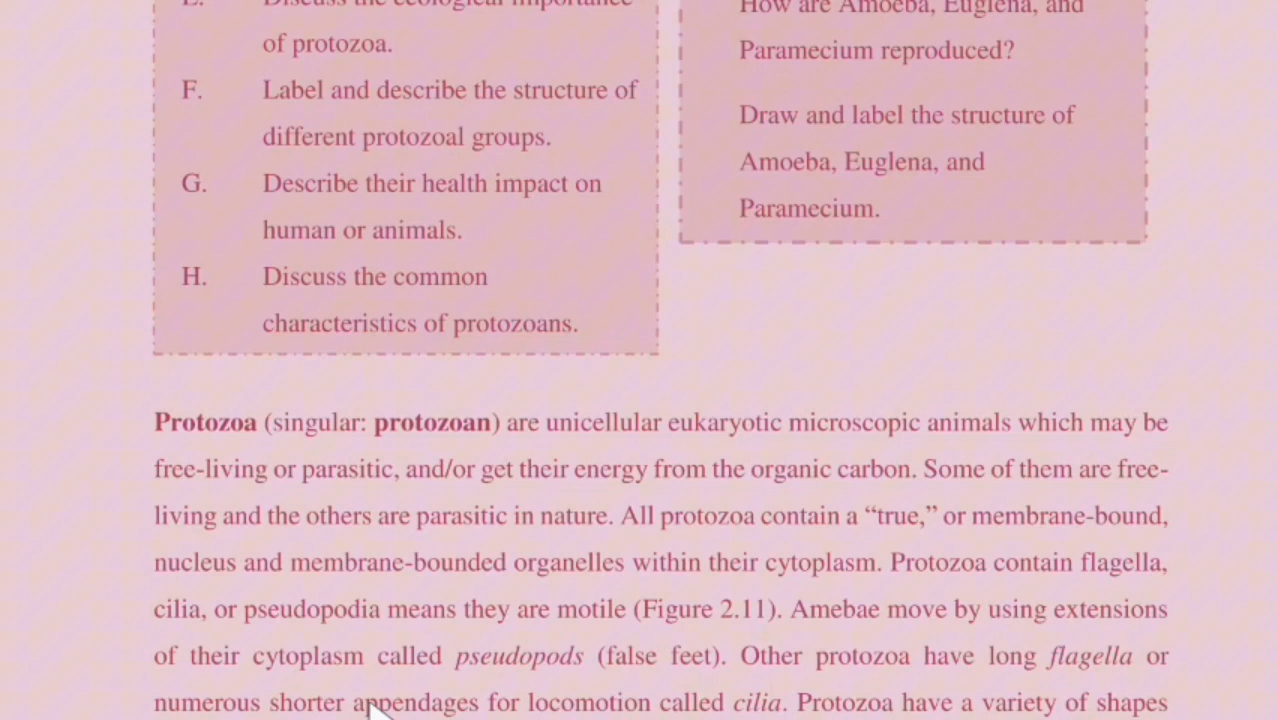 E. Discuss the ecological importance
of protozoa.
F. Label and describe the structure of
different protozoal groups.
G. Describe their health impact on
human or animals.
H. Discuss the common
characteristics of protozoans.
How are Amoeba, Euglena, and
Paramecium reproduced?
Draw and label the structure of
Amoeba, Euglena, and
Paramecium.
Protozoa (singular: protozoan) are unicellular eukaryotic microscopic animals which may be
free-living or parasitic, and/or get their energy from the organic carbon. Some of them are free-
living and the others are parasitic in nature. All protozoa contain a “true,” or membrane-bound,
nucleus and membrane-bounded organelles within their cytoplasm. Protozoa contain flagella,
cilia, or pseudopodia means they are motile (Figure 2.11). Amebae move by using extensions
of their cytoplasm called pseudopods (false feet). Other protozoa have long flagella or
numerous shorter appendages for locomotion called cilia. Protozoa have a variety of shapes